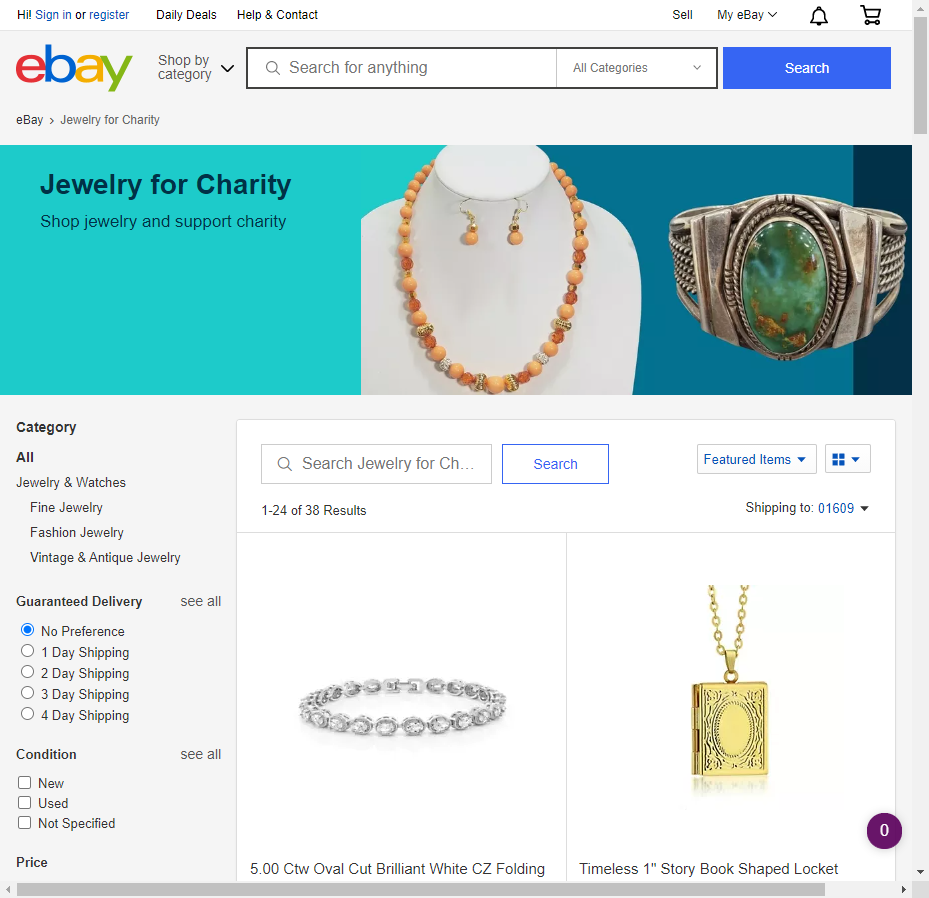 Hi! Sign in or register Daily Deals Help & Contact Sell My eBay
ebay
Shop by
category
Search for anything All Categories Search
eBay > Jewelry for Charity
Jewelry for Charity
Shop jewelry and support charity
Category
All
Jewelry & Watches
Fine Jewelry
Fashion Jewelry
Vintage & Antique Jewelry
Guaranteed Delivery see all
No Preference
1 Day Shipping
2 Day Shipping
3 Day Shipping
4 Day Shipping
Condition see all
New
Used
Not Specified
Price
Search Jewelry for Ch... Search Featured Items
1-24 of 38 Results Shipping to: 01609
5.00 Ctw Oval Cut Brilliant White CZ Folding
Timeless 1" Story Book Shaped Locket
0